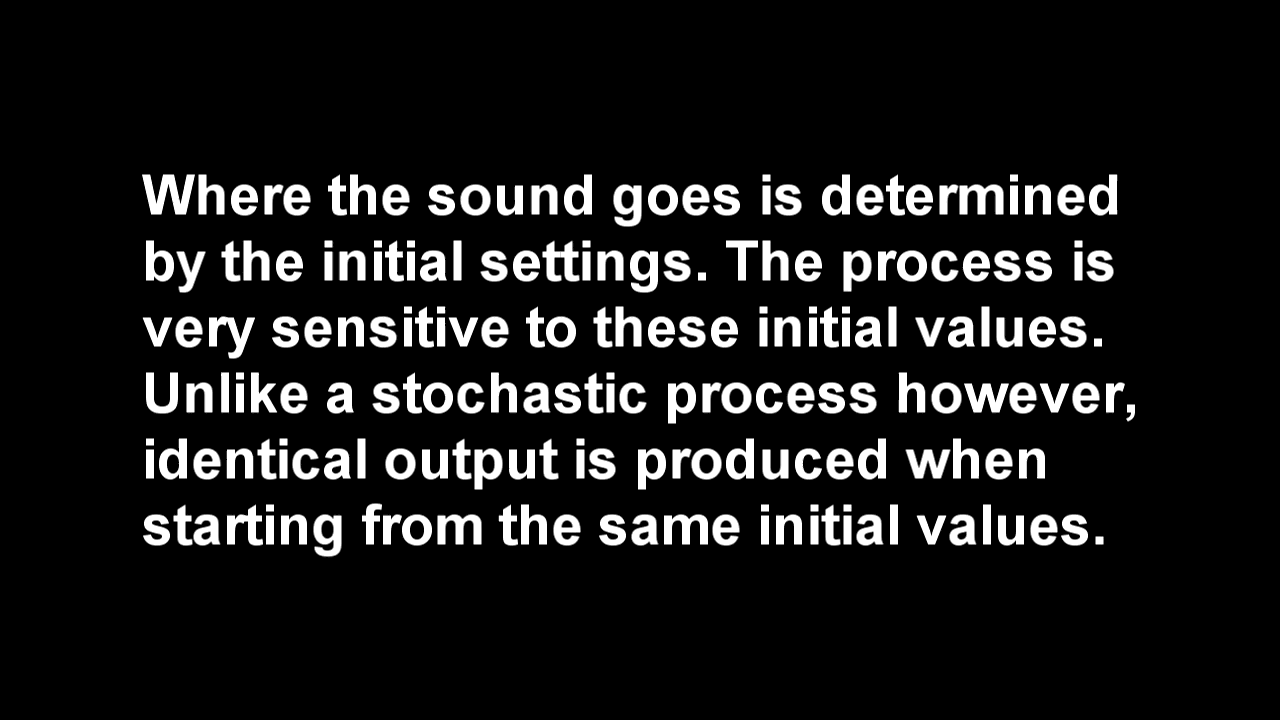 Where the sound goes is determined
by the initial settings. The process is
very sensitive to these initial values.
Unlike a stochastic process however,
identical output is produced when
starting from the same initial values.